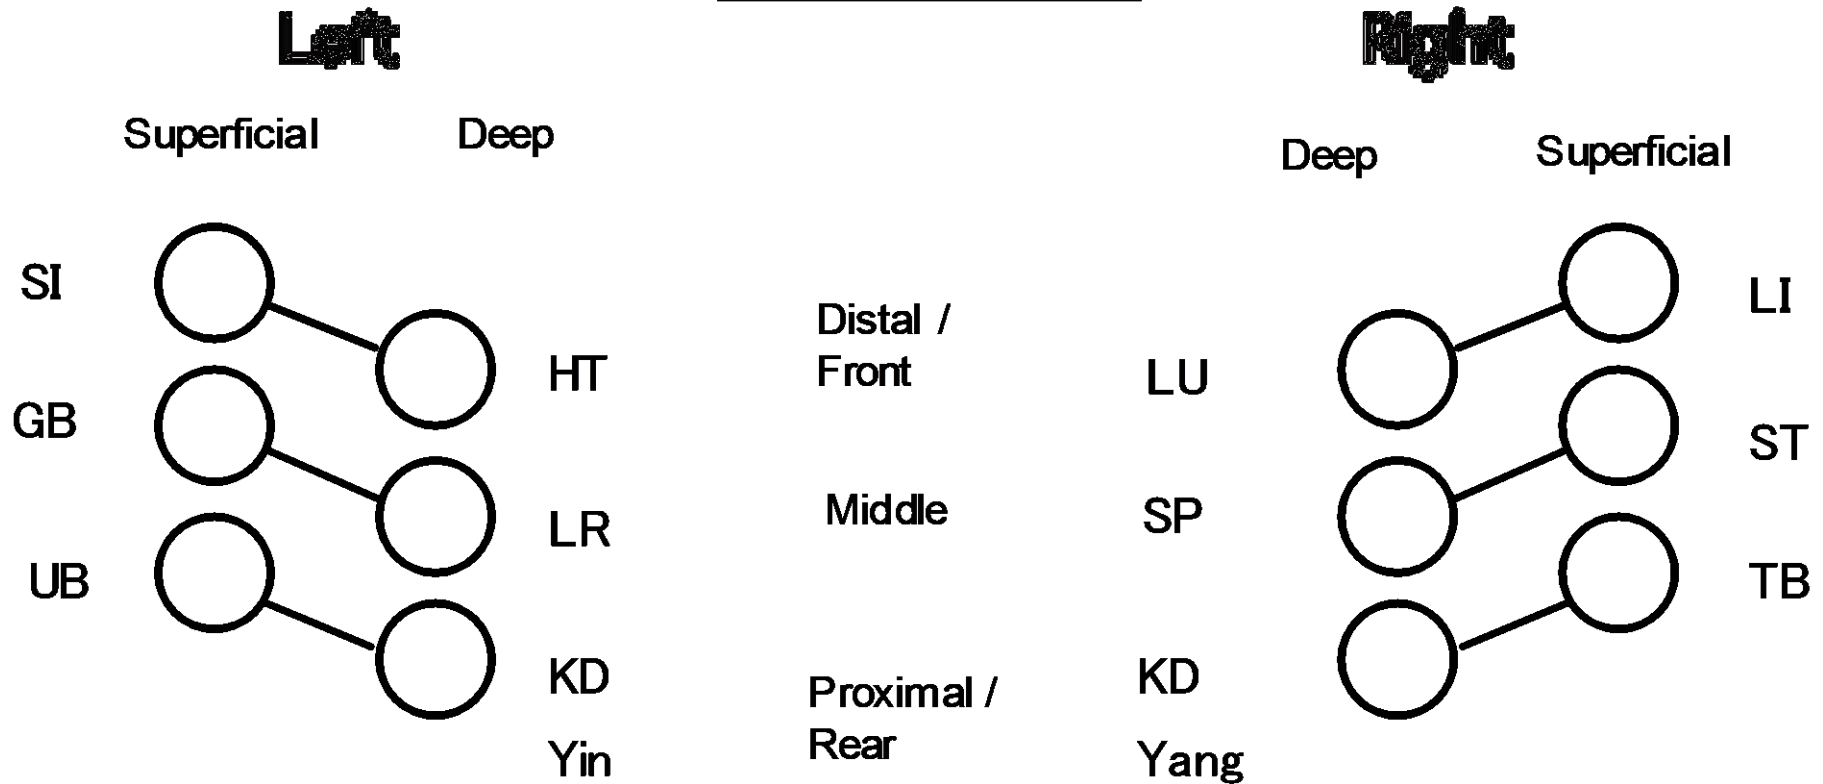 Left
Right
Superficial
Deep
Deep
Superficial
SI
LI
HT
Distal /
Front
LU
GB
ST
LR
Middle
SP
UB
TB
KD
Yin
Proximal /
Rear
KD
Yang